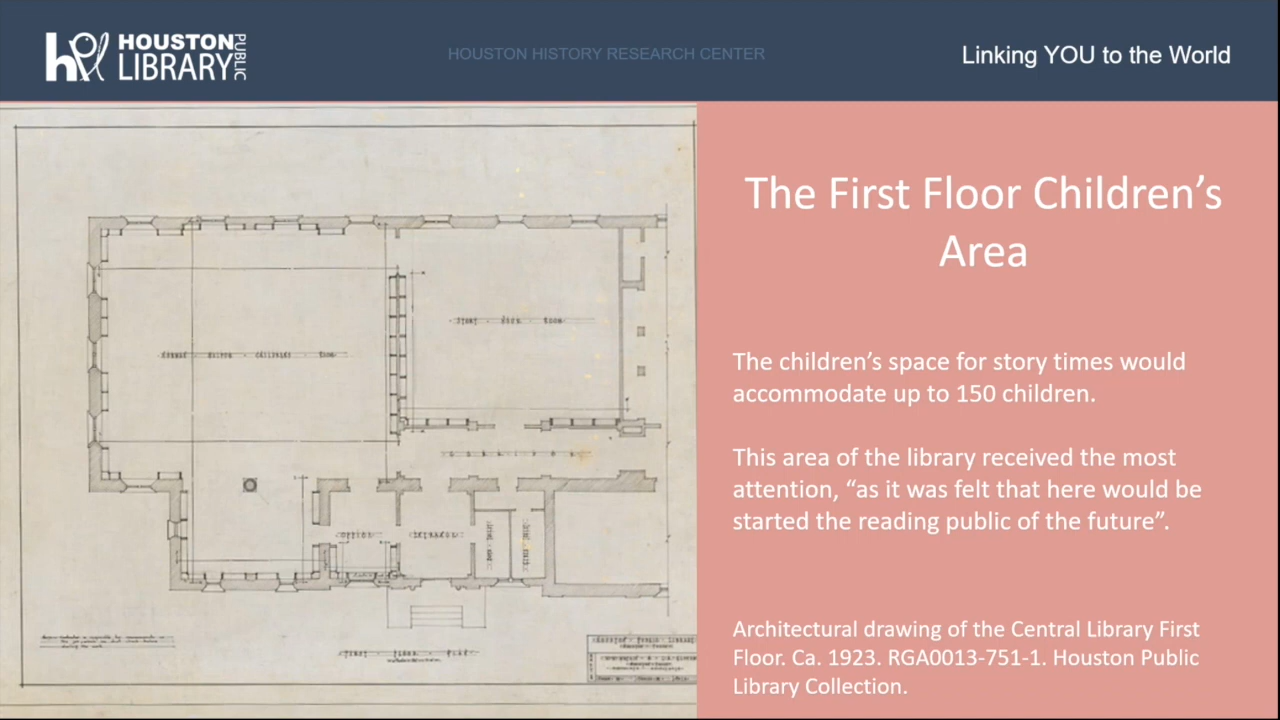 HOUSTON
LIBRARY
PUBLIC
HOUSTON HISTORY RESEARCH CENTER
Linking YOU to the World
The First Floor Children’s
Area
The children’s space for story times would
accommodate up to 150 children.
This area of the library received the most
attention, “as it was felt that here would be
started the reading public of the future”.
Architectural drawing of the Central Library First
Floor. Ca. 1923. RGA0013-751-1. Houston Public
Library Collection.
STORY · HOUR · ROOM
CORRIDOR
OFFICE
ENTRANCE
FIRST · FLOOR · PLAN